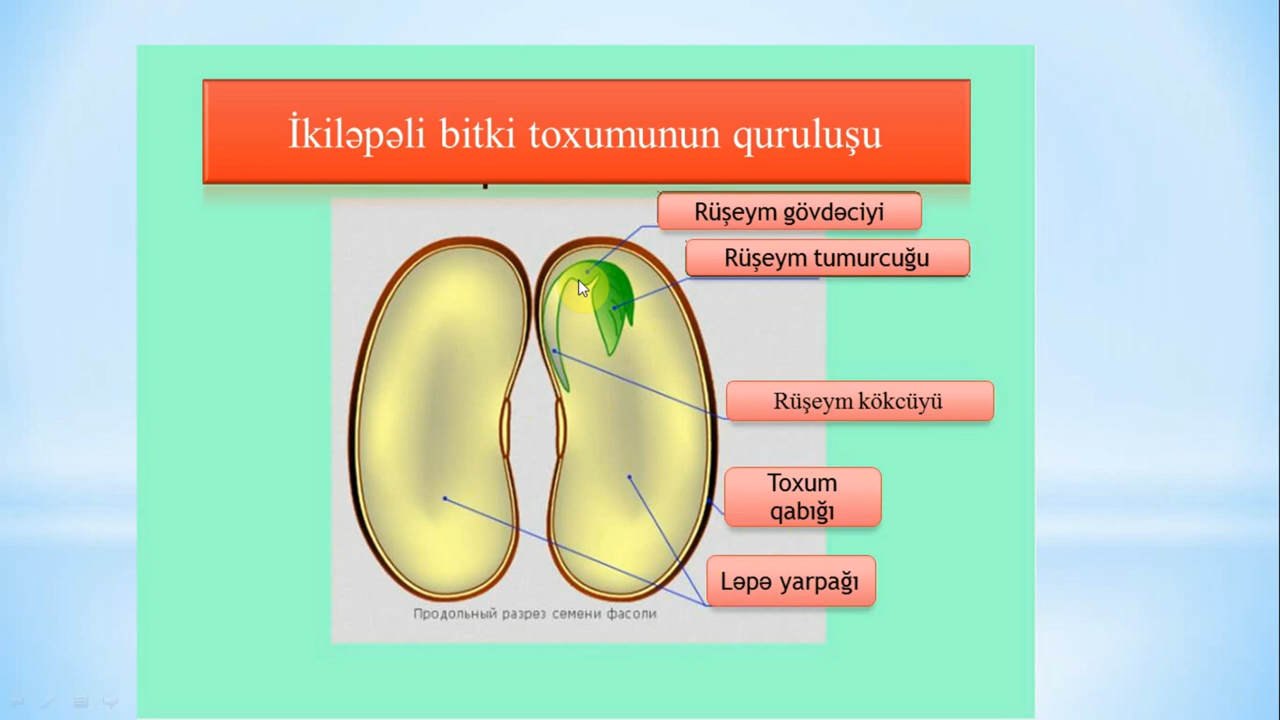 İkiləpəli bitki toxumunun quruluşu
Rüşeym gövdəciyi
Rüşeym tumurcuğu
Rüşeym kökcüyü
Toxum
qabığı
Ləpə yarpağı
Продольный разрез семени фасоли